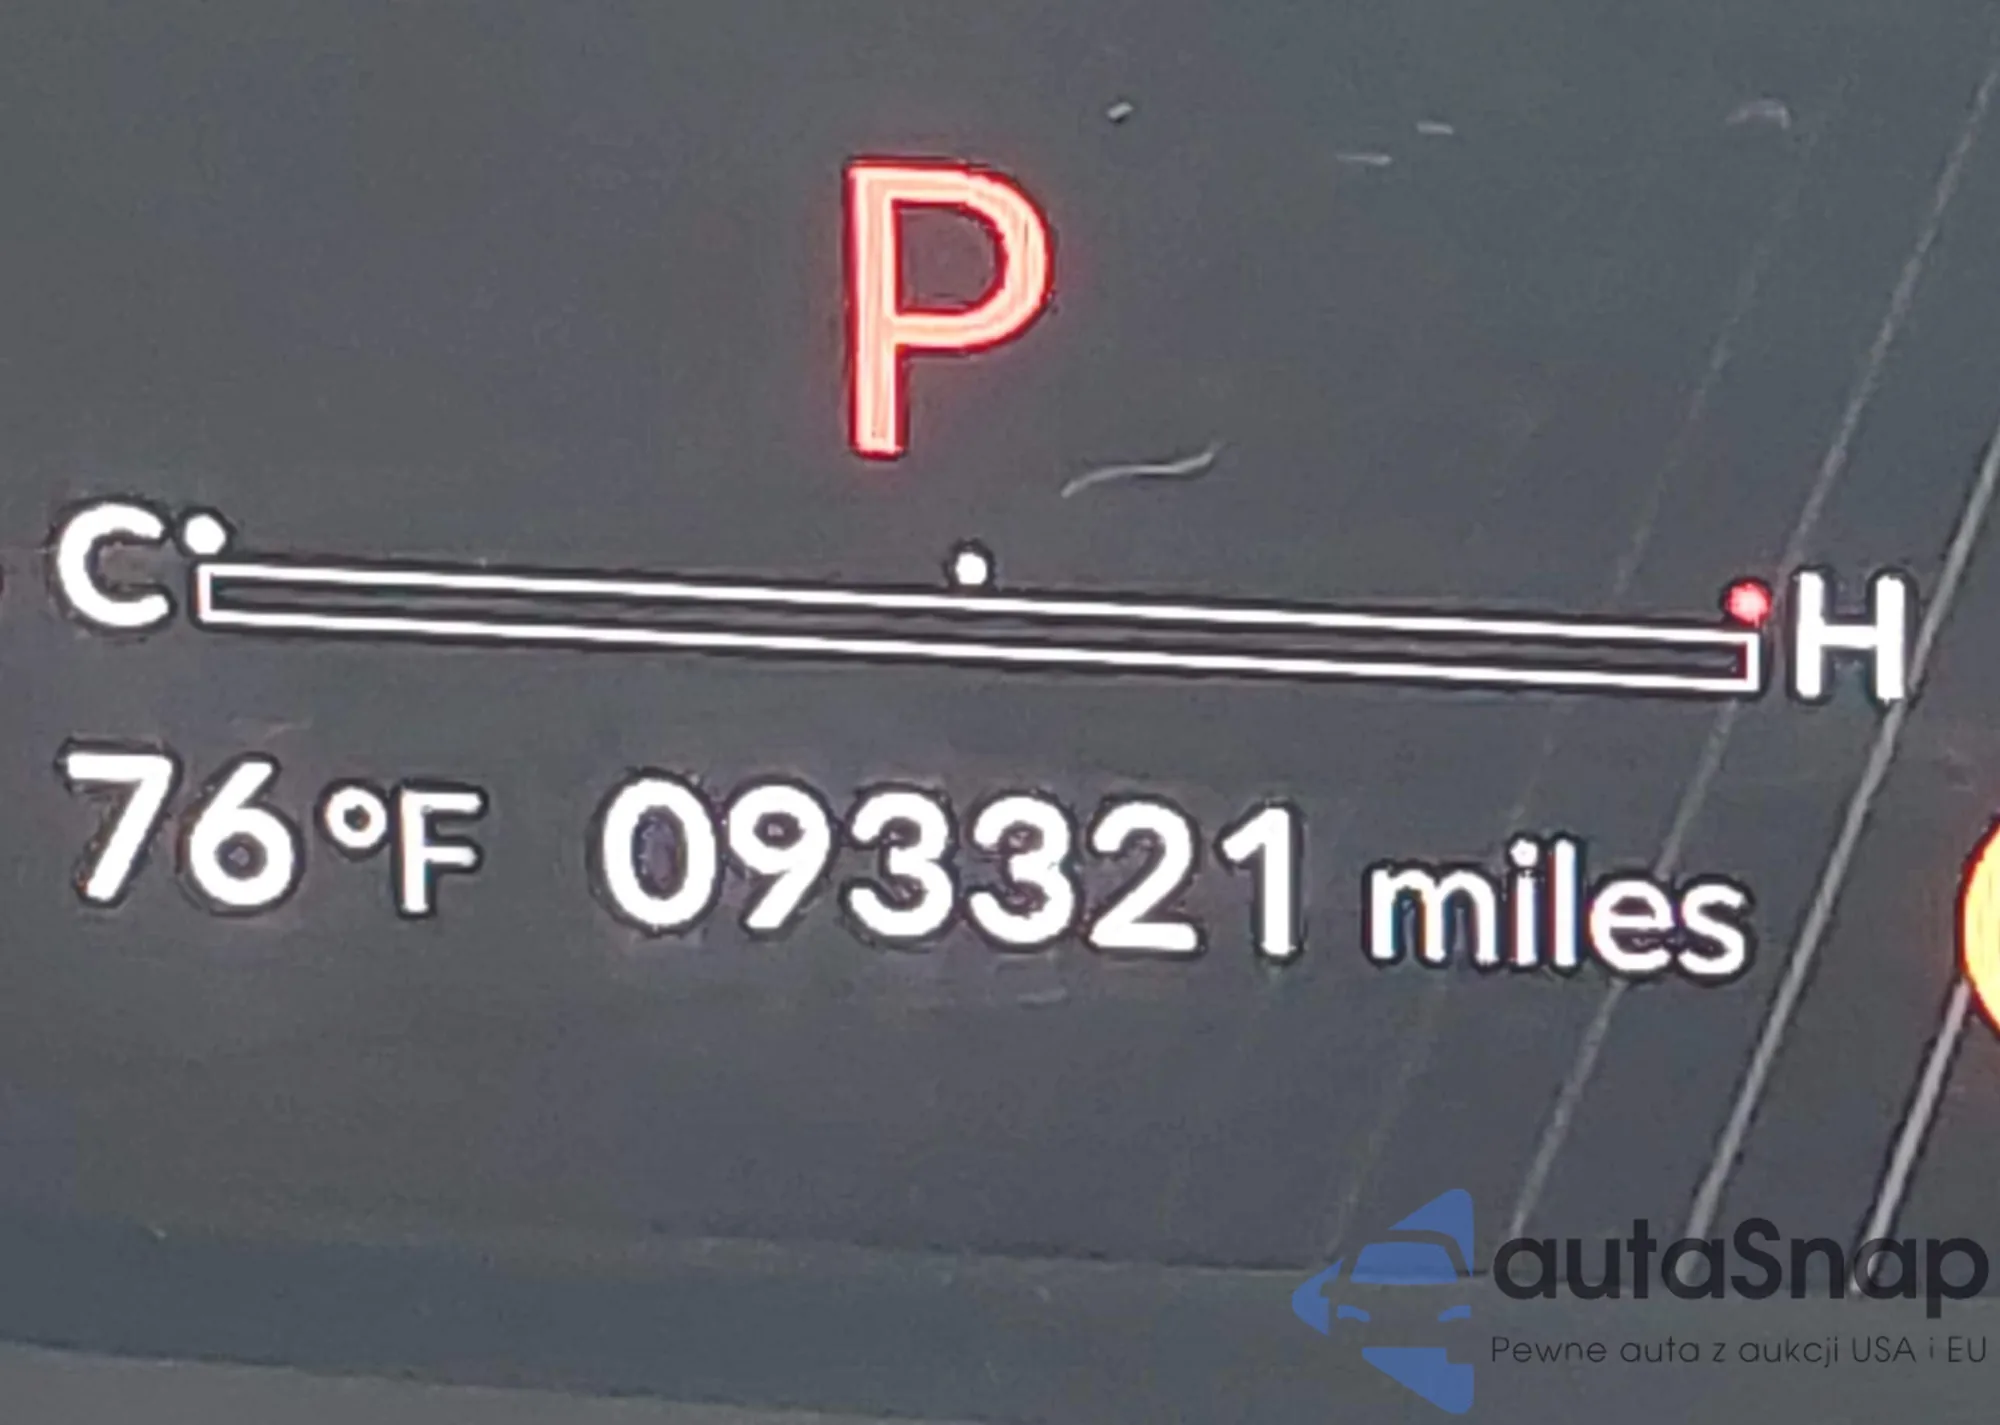 P
C H
76°F 093321 miles
autaSnap
Pewne auta z aukcji USA i EU